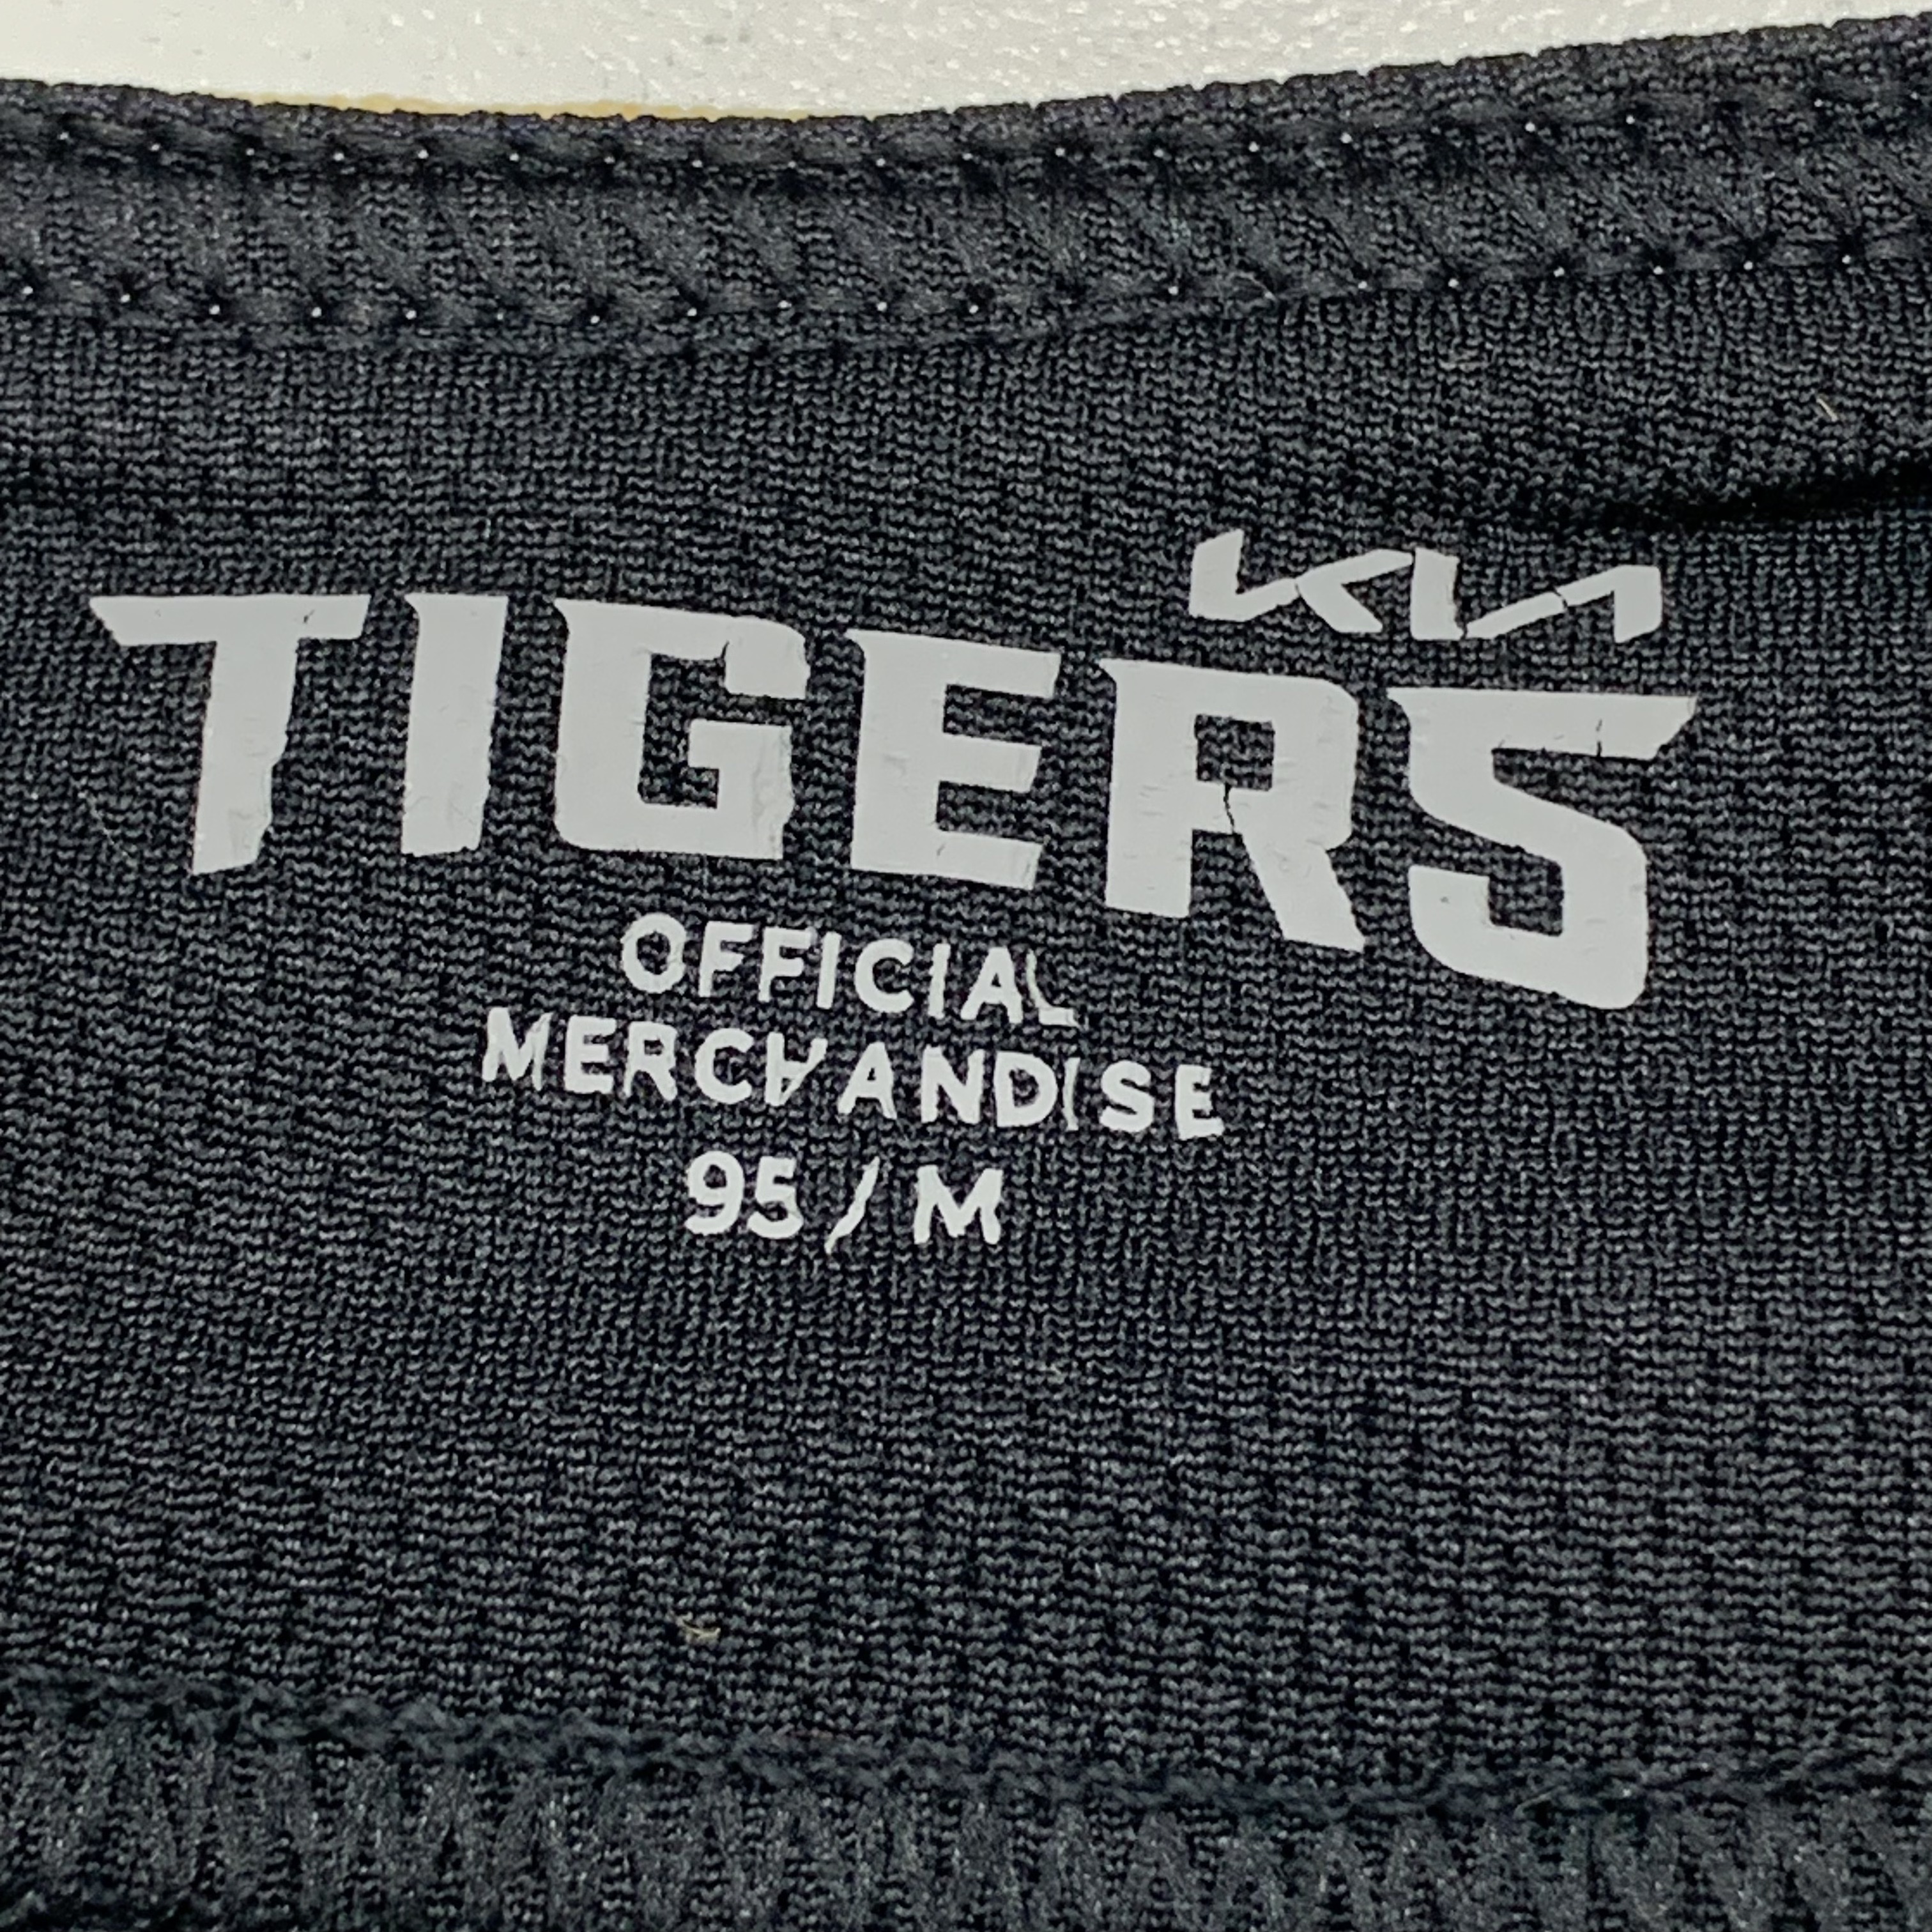 KIA
TIGERS
OFFICIAL
MERCHANDISE
95 / M